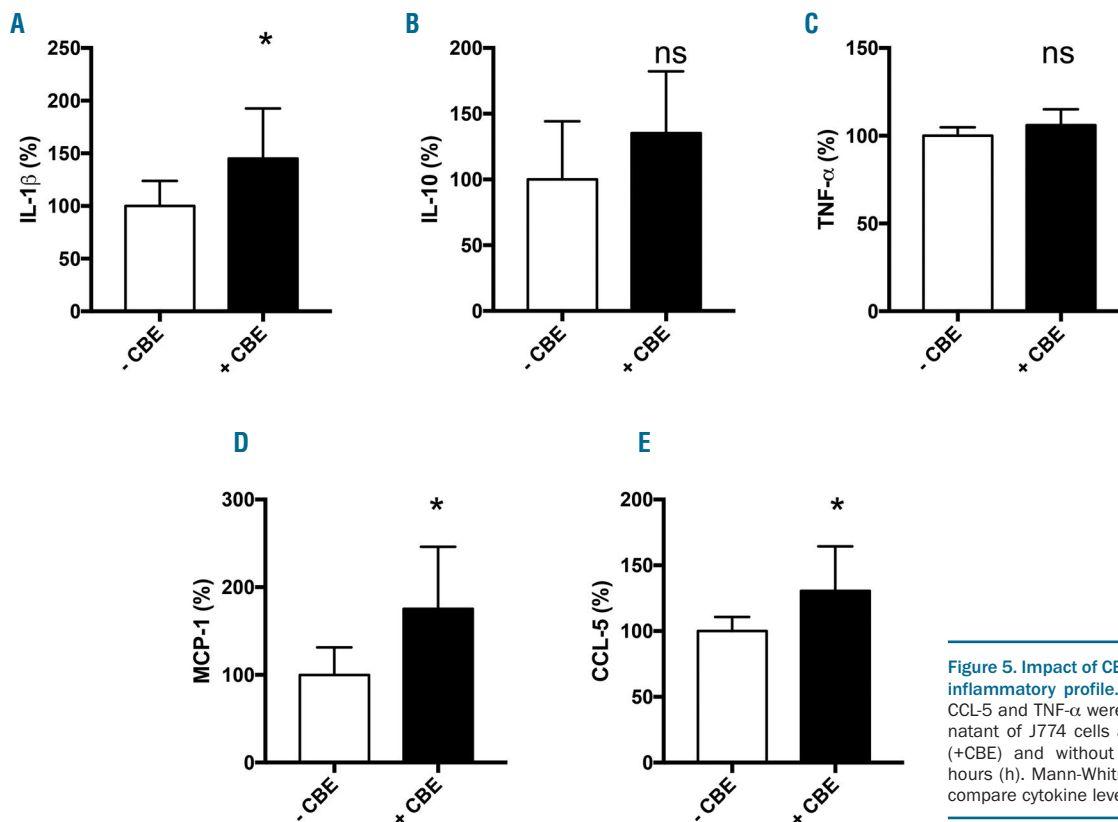 A
250
200
150
100
50
0
IL-1β (%)
*
- CBE
+ CBE
B
200
150
100
50
0
IL-10 (%)
ns
- CBE
+ CBE
C
150
100
50
0
TNF-α (%)
ns
- CBE
+ CBE
D
300
200
100
0
MCP-1 (%)
*
- CBE
+ CBE
E
200
150
100
50
0
CCL-5 (%)
*
- CBE
+ CBE
Figure 5. Impact of
inflammatory profile.
CCL-5 and TNF-α were
natant of J774 cells
(+CBE) and without
hours (h). Mann-Whit
compare cytokine leve